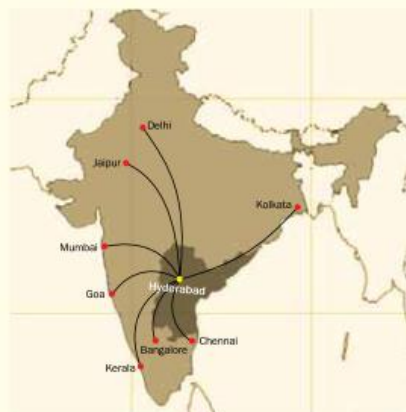 Delhi
Jaipur
Kolkata
Mumbai
Hyderabad
Goa
Bangalore
Chennai
Kerala